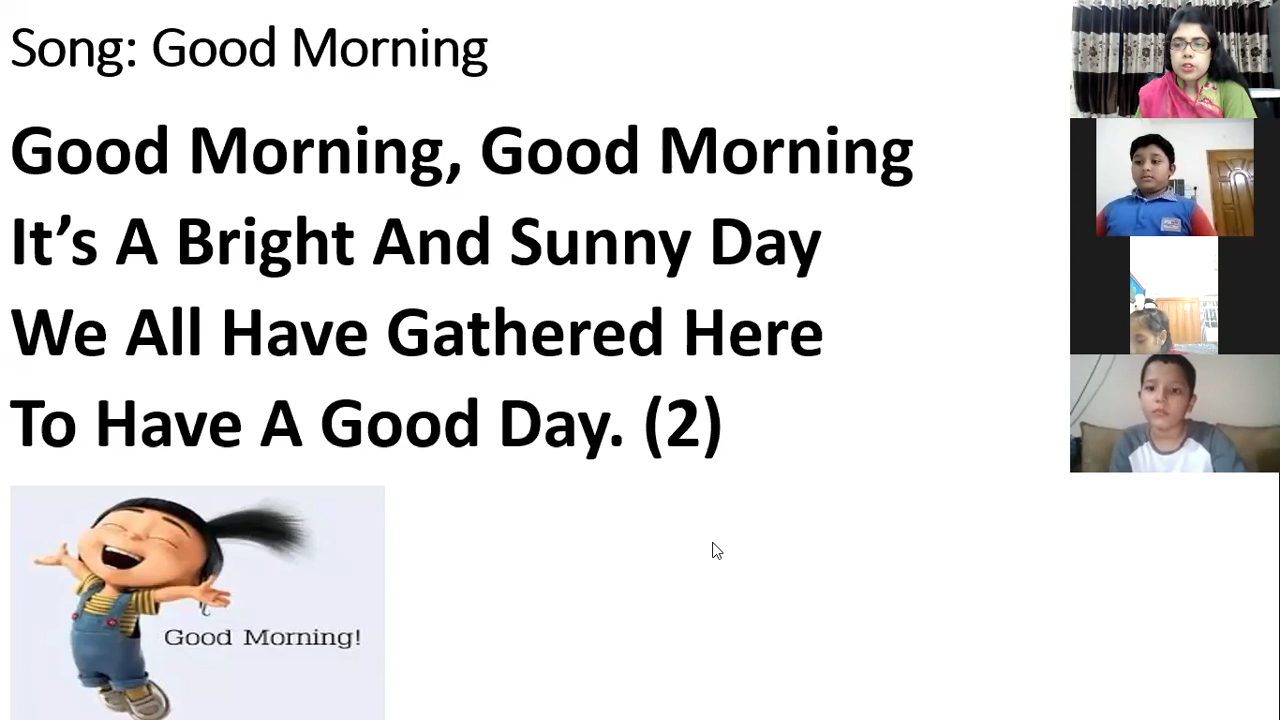 Song: Good Morning
Good Morning, Good Morning
It’s A Bright And Sunny Day
We All Have Gathered Here
To Have A Good Day. (2)
Good Morning!